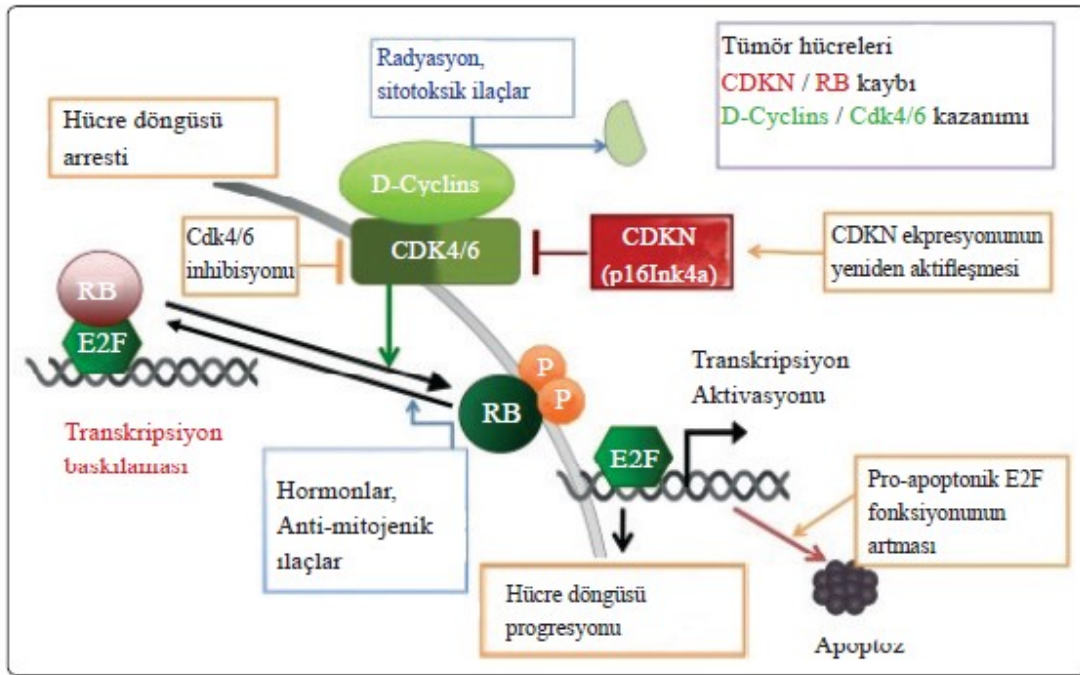 Radyasyon,
sitotoksik ilaçlar
Tümör hücreleri
CDKN / RB kaybı
D-Cyclins / Cdk4/6 kazanımı
Hücre döngüsü
arresti
D-Cyclins
CDK4/6
Cdk4/6
inhibisyonu
CDKN
(p16Ink4a)
CDKN ekpresyonunun
yeniden aktifleşmesi
RB
E2F
Transkripsiyon
baskılaması
P
P
RB
Transkripsiyon
Aktivasyonu
E2F
Hormonlar,
Anti-mitojenik
ilaçlar
Pro-apoptonik E2F
fonksiyonunun
artması
Hücre döngüsü
progresyonu
Apoptoz